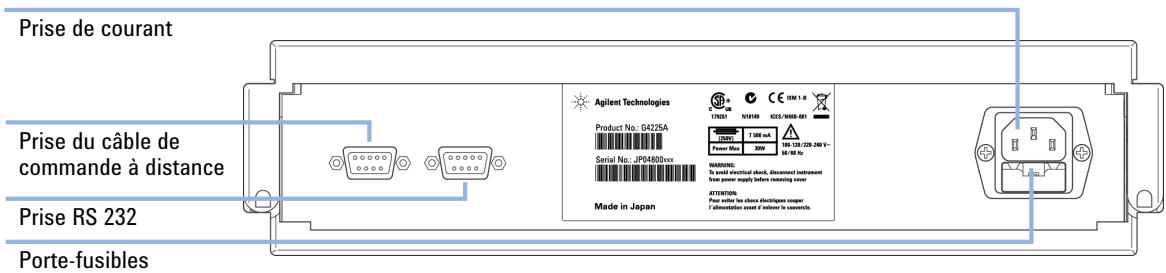 Prise de courant
Prise du câble de
commande à distance
Prise RS 232
Porte-fusibles
Agilent Technologies
Product No.: G4225A
Serial No.: JP04800xxx
Made in Japan
C US
CE ISM 1-B
179251 N10149 ICES/NMB-001
(250V) T 500 mA
Power Max 30W
100-120/220-240 V~
50/60 Hz
WARNING:
To avoid electrical shock, disconnect instrument
from power supply before removing cover
ATTENTION:
Pour eviter les chocs électriques couper
l'alimentation avant d'enlever le couvercle.